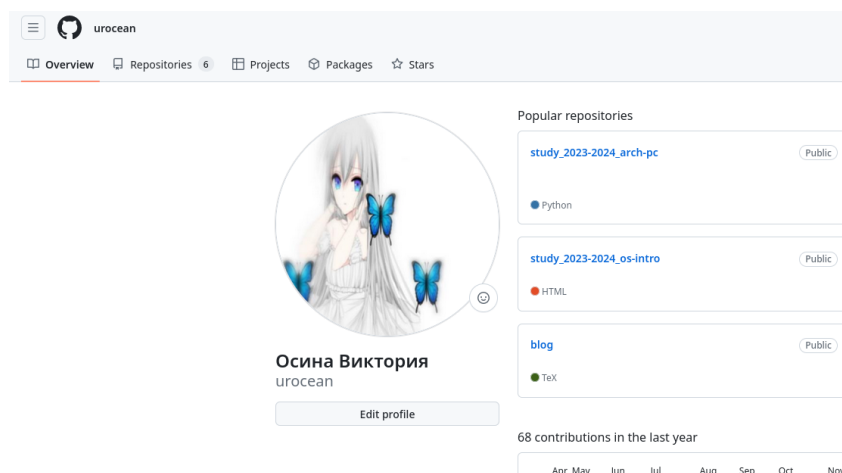 urocean
Overview Repositories 6 Projects Packages Stars
Popular repositories
study_2023-2024_arch-pc Public
Python
study_2023-2024_os-intro Public
HTML
blog Public
TeX
Осина Виктория
urocean
Edit profile
68 contributions in the last year
Apr May Jun Jul Aug Sep Oct Nov